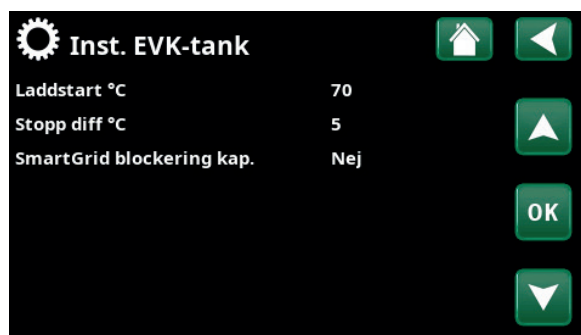 Inst. EVK-tank
Laddstart °C 70
Stopp diff °C 5
SmartGrid blockering kap. Nej
OK